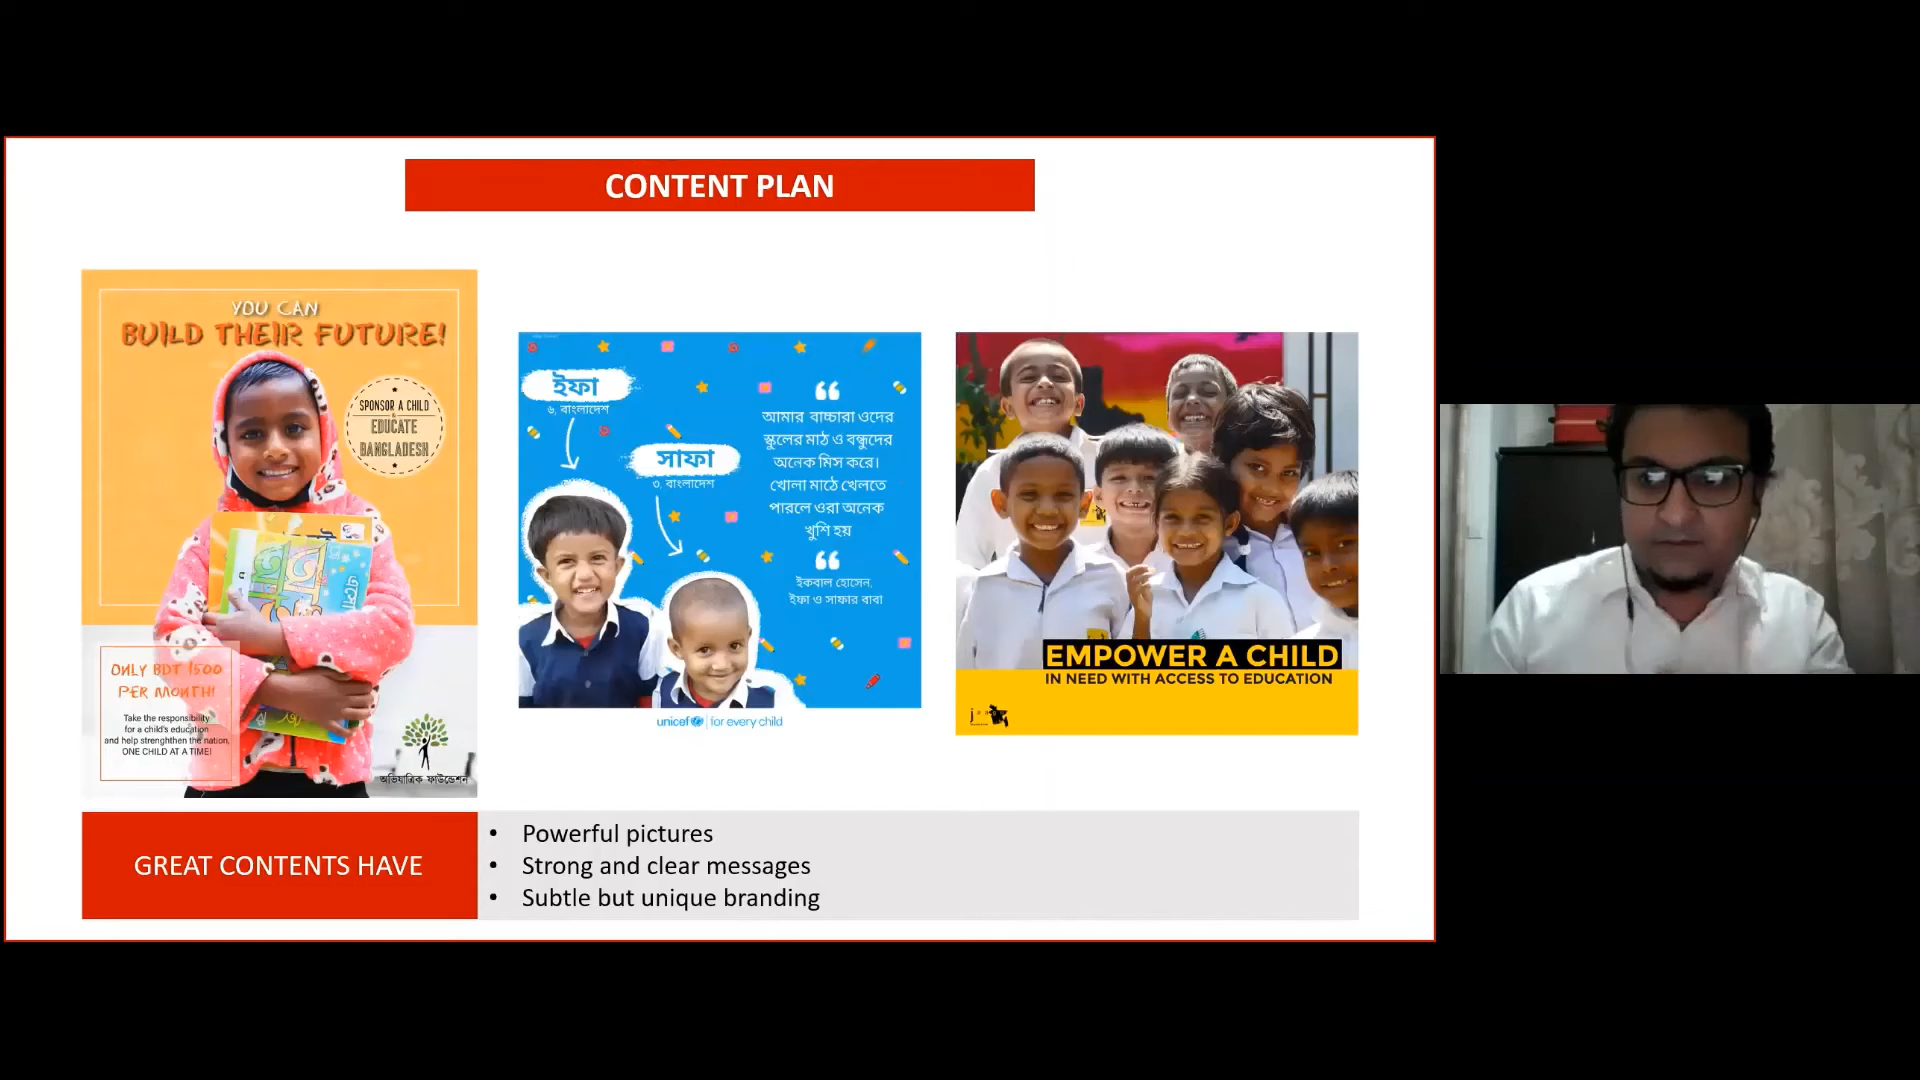 CONTENT PLAN
YOU CAN
BUILD THEIR FUTURE!
SPONSOR A CHILD
EDUCATE
BANGLADESH
ONLY BDT 1500
PER MONTH!
Take the responsibility
for a child's education
and help strenghthen the nation,
ONE CHILD AT A TIME!
অভিযাত্রিক ফাউন্ডেশন
ইফা
৬, বাংলাদেশ
সাফা
৩, বাংলাদেশ
❝
আমার বাচ্চারা ওদের
স্কুলের মাঠ ও বন্ধুদের
অনেক মিস করে।
খোলা মাঠে খেলতে
পারলে ওরা অনেক
খুশি হয়
❝
ইকবাল হোসেন,
ইফা ও সাফার বাবা
unicef | for every child
EMPOWER A CHILD
IN NEED WITH ACCESS TO EDUCATION
GREAT CONTENTS HAVE
• Powerful pictures
• Strong and clear messages
• Subtle but unique branding